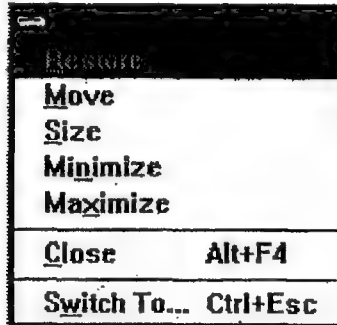 Restore
Move
Size
Minimize
Maximize
Close Alt+F4
Switch To... Ctrl+Esc